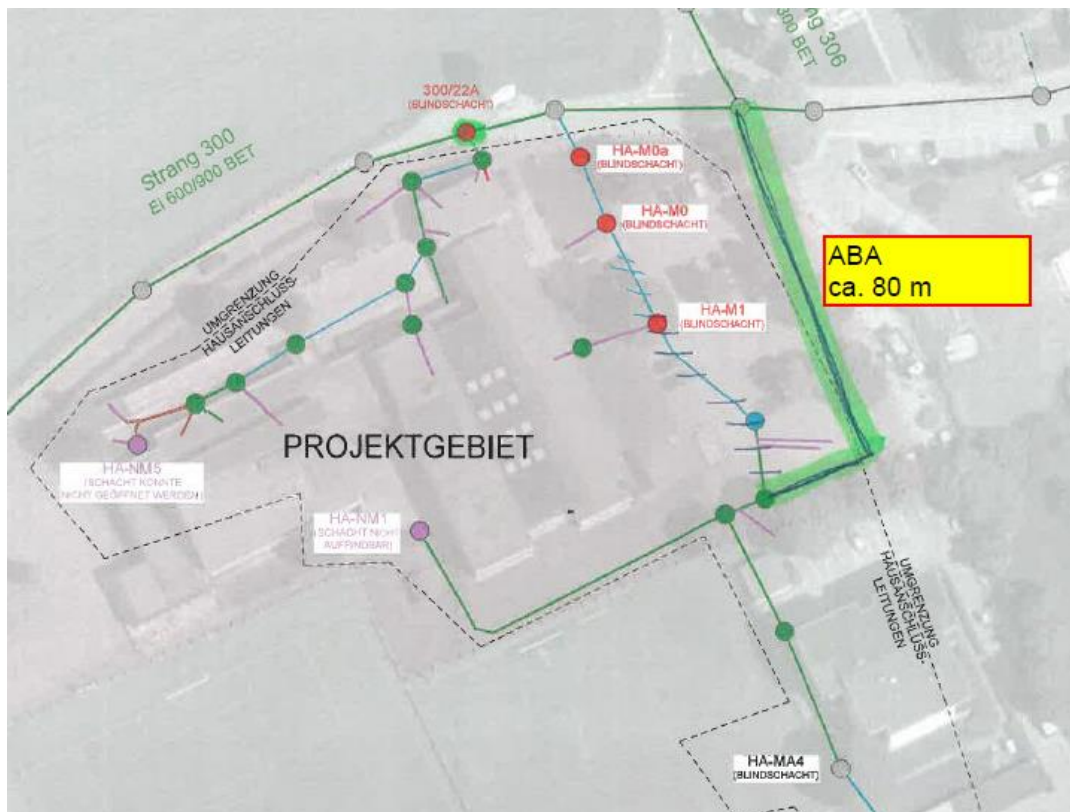 Strang 306
300 BET
300/22A
(BLINDSCHACHT)
Strang 300
Ei 600/900 BET
HA-M0a
(BLINDSCHACHT)
HA-M0
(BLINDSCHACHT)
ABA
ca. 80 m
HA-M1
(BLINDSCHACHT)
UMGRENZUNG
HAUSANSCHLUSS-
LEITUNGEN
PROJEKTGEBIET
HA-NM5
(SCHACHT KONNTE
NICHT GEÖFFNET WERDEN)
HA-NM1
(SCHACHT NICHT
AUFFINDBAR)
UMGRENZUNG
HAUSANSCHLUSS-
LEITUNGEN
HA-MA4
(BLINDSCHACHT)